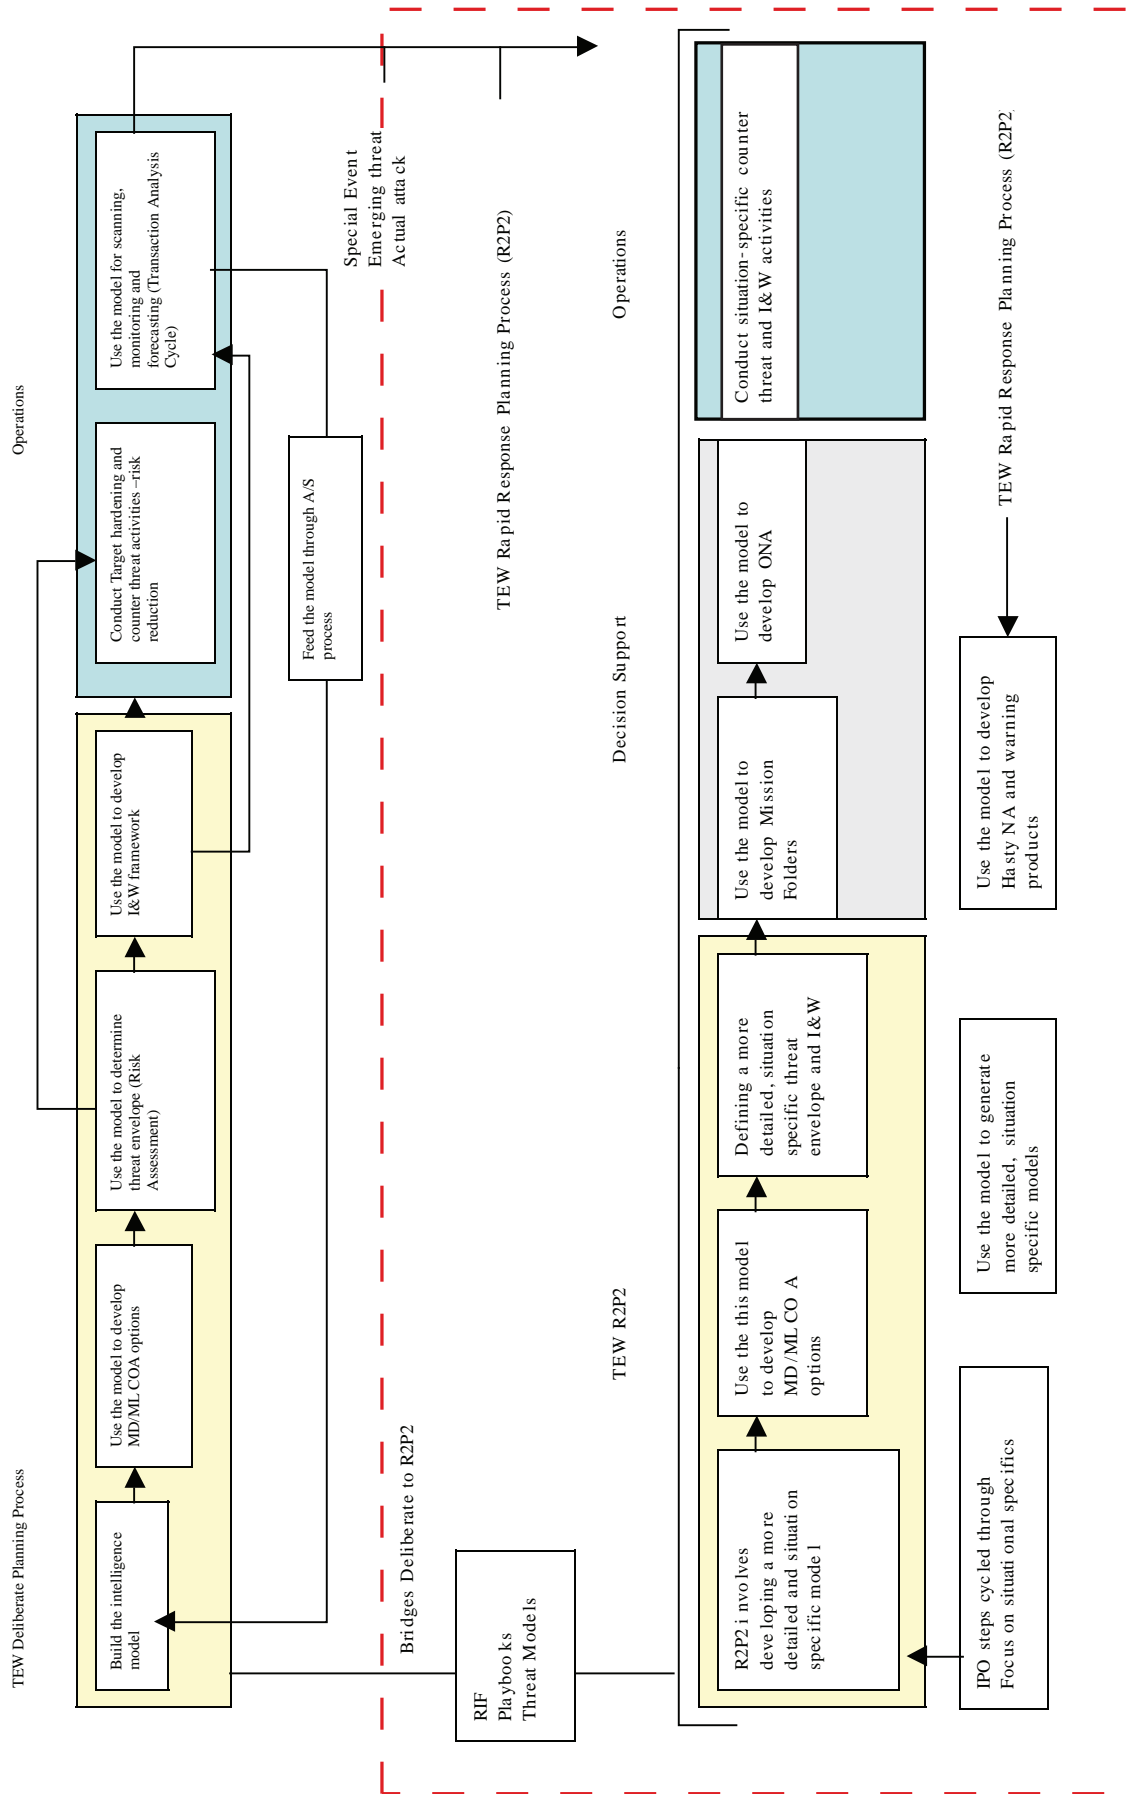 TEW Deliberate Planning Process
Operations
Build the intelligence
model
Use the model to develop
MD/ML COA options
Use the model to determine
threat envelope (Risk
Assessment)
Use the model to develop
I&W framework
Conduct Target hardening and
counter threat activities –risk
reduction
Use the model for scanning,
monitoring and
forecasting (Transaction Analysis
Cycle)
Feed the model through A/S
process
Special Event
Emerging threat
Actual attack
Bridges Deliberate to R2P2
RIF
Playbooks
Threat Models
TEW Rapid Response Planning Process (R2P2)
TEW R2P2
Decision Support
Operations
R2P2 involves
developing a more
detailed and situation
specific model
Use the this model
to develop
MD/ML CO A
options
Defining a more
detailed, situation
specific threat
envelope and I&W
Use the model to
develop Mission
Folders
Use the model to
develop ONA
Conduct situation-specific counter
threat and I&W activities
IPO steps cycled through
Focus on situational specifics
Use the model to generate
more detailed, situation
specific models
Use the model to develop
Hasty NA and warning
products
TEW Rapid Response Planning Process (R2P2)